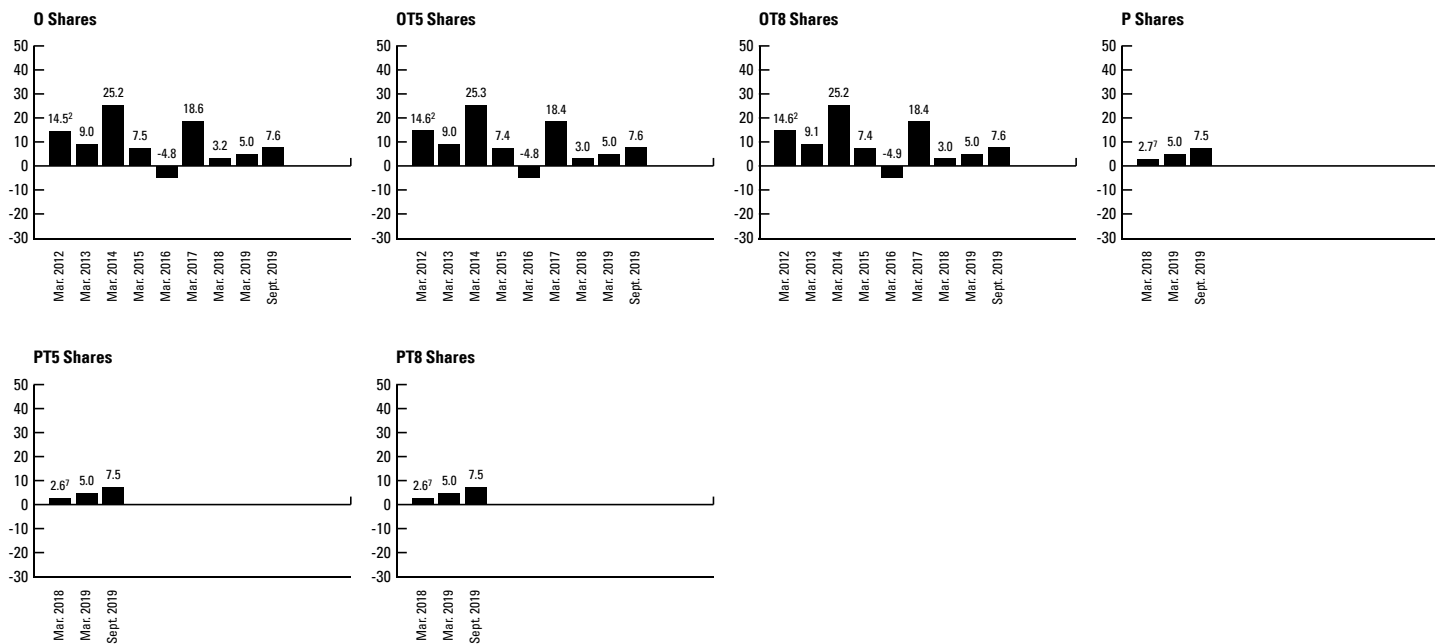 O Shares
50
40
30
20
10
0
-10
-20
-30
14.5²
9.0
25.2
7.5
-4.8
18.6
3.2
5.0
7.6
Mar. 2012
Mar. 2013
Mar. 2014
Mar. 2015
Mar. 2016
Mar. 2017
Mar. 2018
Mar. 2019
Sept. 2019
OT5 Shares
50
40
30
20
10
0
-10
-20
-30
14.6²
9.0
25.3
7.4
-4.8
18.4
3.0
5.0
7.6
Mar. 2012
Mar. 2013
Mar. 2014
Mar. 2015
Mar. 2016
Mar. 2017
Mar. 2018
Mar. 2019
Sept. 2019
OT8 Shares
50
40
30
20
10
0
-10
-20
-30
14.6²
9.1
25.2
7.4
-4.9
18.4
3.0
5.0
7.6
Mar. 2012
Mar. 2013
Mar. 2014
Mar. 2015
Mar. 2016
Mar. 2017
Mar. 2018
Mar. 2019
Sept. 2019
P Shares
50
40
30
20
10
0
-10
-20
-30
2.7⁷
5.0
7.5
Mar. 2018
Mar. 2019
Sept. 2019
PT5 Shares
50
40
30
20
10
0
-10
-20
-30
2.6⁷
5.0
7.5
Mar. 2018
Mar. 2019
Sept. 2019
PT8 Shares
50
40
30
20
10
0
-10
-20
-30
2.6⁷
5.0
7.5
Mar. 2018
Mar. 2019
Sept. 2019